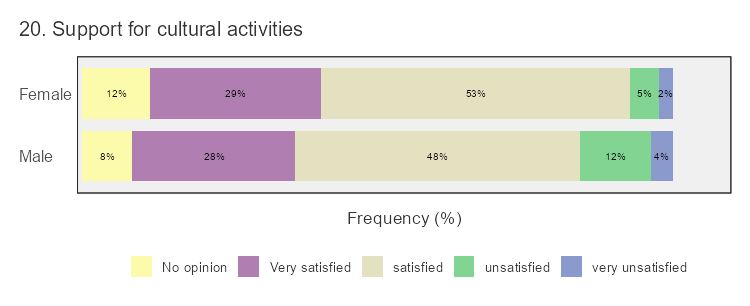 20. Support for cultural activities
Female 12% 29% 53% 5% 2%
Male 8% 28% 48% 12% 4%
Frequency (%)
No opinion Very satisfied satisfied unsatisfied very unsatisfied